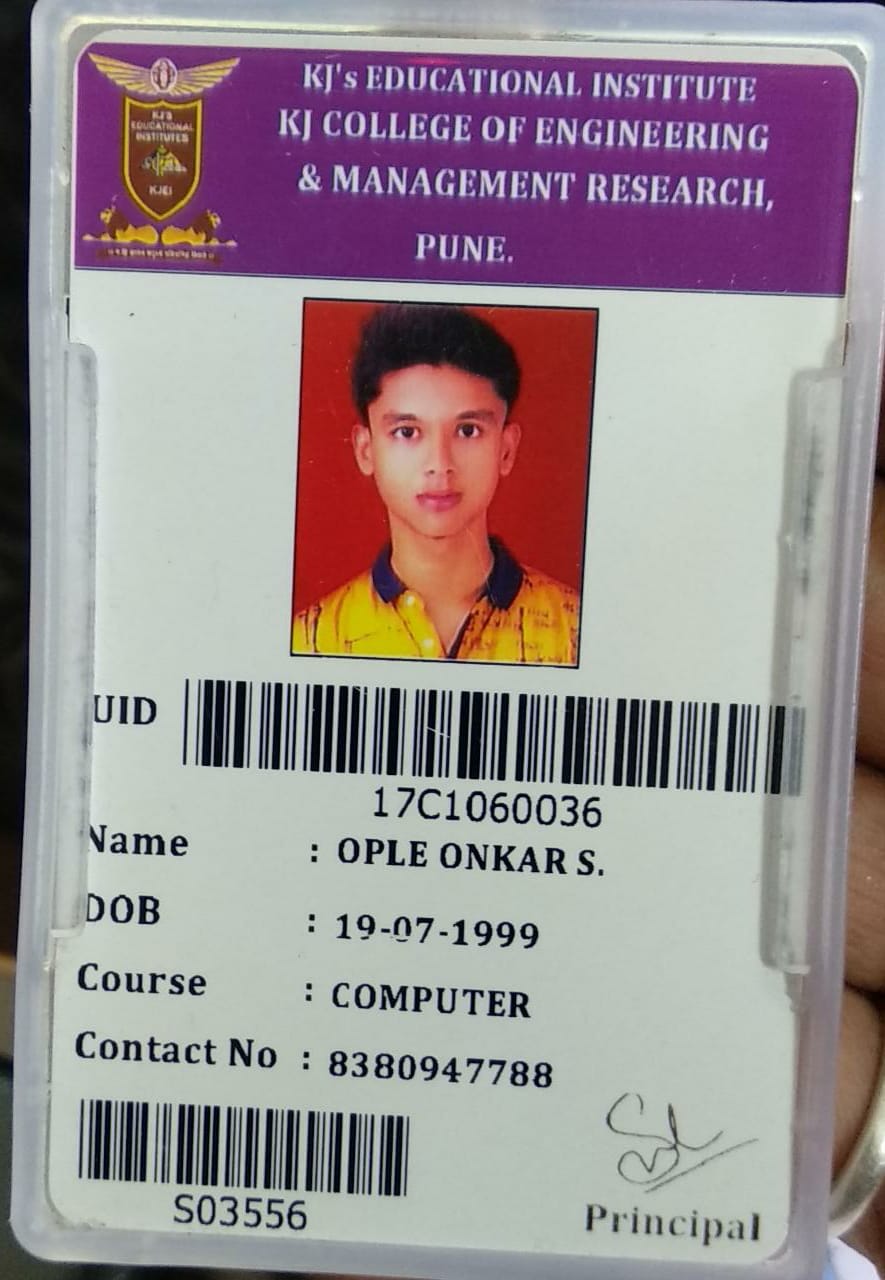 KJ's EDUCATIONAL INSTITUTE
KJ COLLEGE OF ENGINEERING
& MANAGEMENT RESEARCH,
PUNE.
KJ'S
EDUCATIONAL
INSTITUTES
KJEI
UID
17C1060036
Name : OPLE ONKAR S.
DOB : 19-07-1999
Course : COMPUTER
Contact No : 8380947788
S03556
Principal